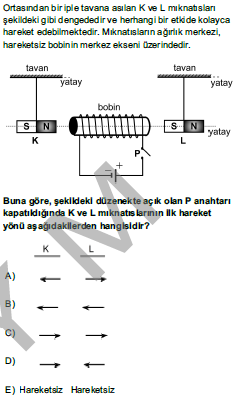 Ortasından bir iple tavana asılan K ve L mıknatısları
şekildeki gibi dengededir ve herhangi bir etkide kolayca
hareket edebilmektedir. Mıknatısların ağırlık merkezi,
hareketsiz bobinin merkez ekseni üzerindedir.
tavan tavan
yatay yatay
bobin
S N S N yatay
K L
P
- +
Buna göre, şekildeki düzenekte açık olan P anahtarı
kapatıldığında K ve L mıknatıslarının ilk hareket
yönü aşağıdakilerden hangisidir?
K L
A)
B)
C)
D)
E) Hareketsiz Hareketsiz